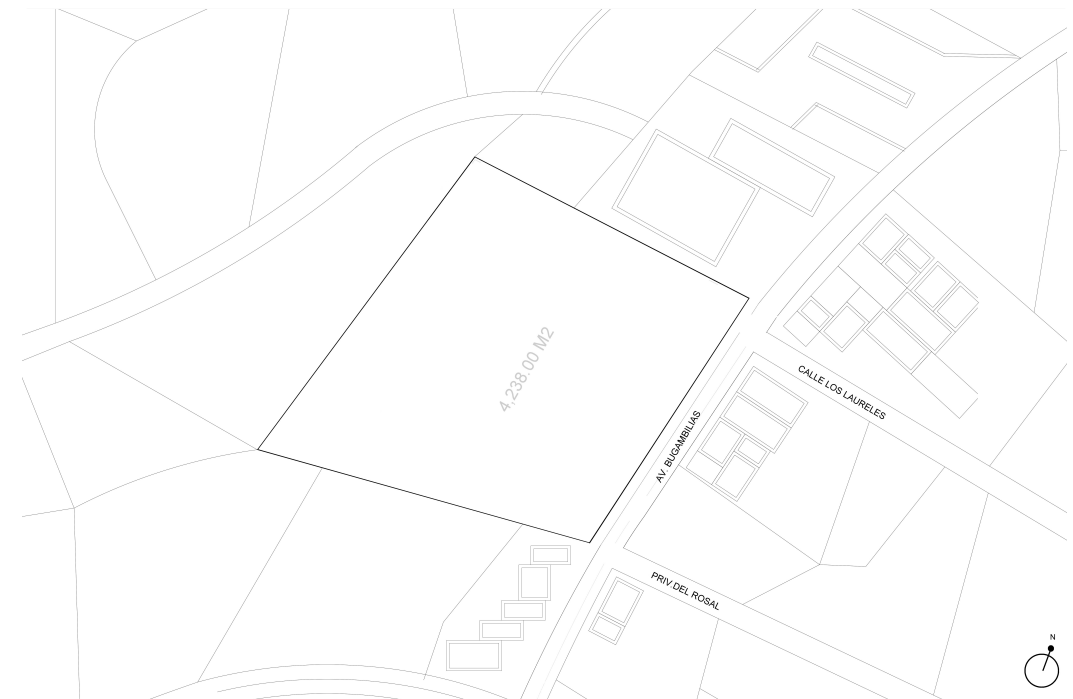 4,238.00 M2
CALLE LOS LAURELES
AV. BUGAMBILIAS
PRIV.DEL ROSAL
N